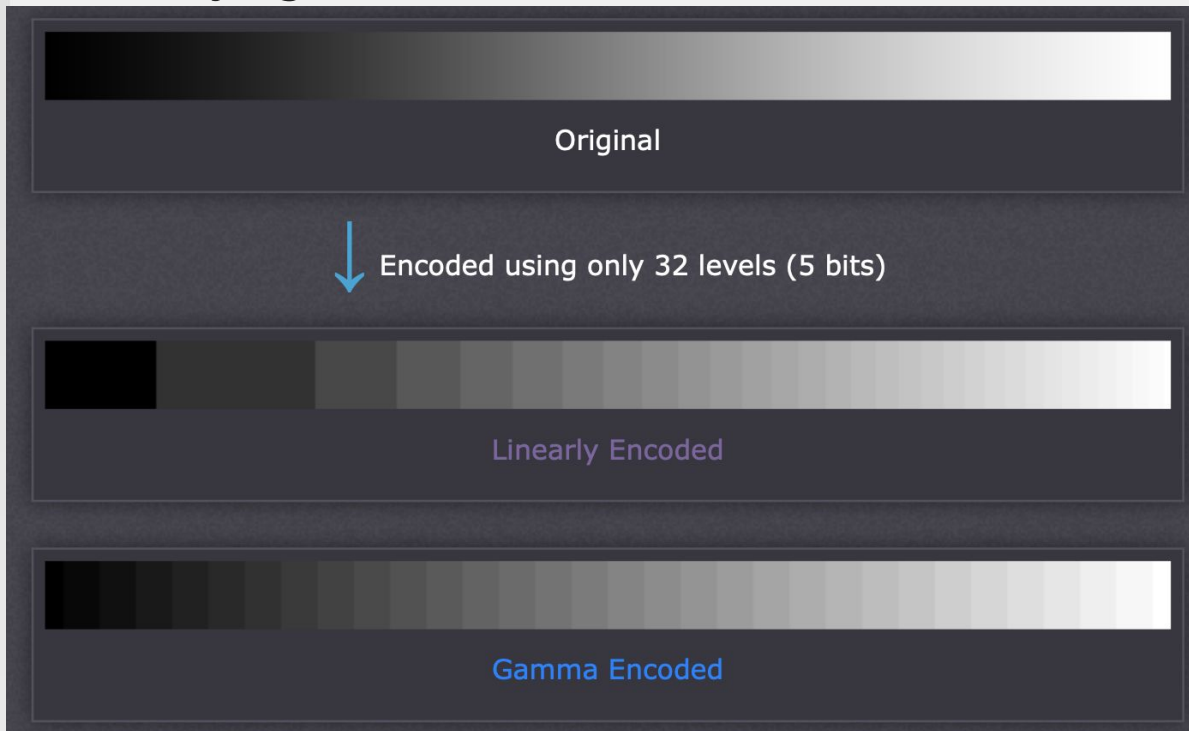 Original
Encoded using only 32 levels (5 bits)
Linearly Encoded
Gamma Encoded